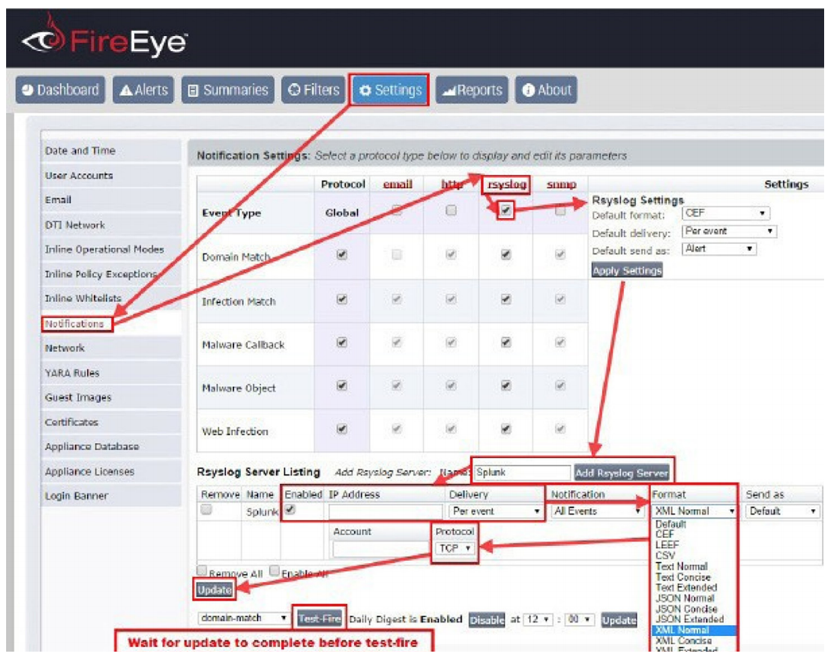 FireEye
Dashboard Alerts Summaries Filters Settings Reports About
Date and Time
User Accounts
Email
DTI Network
Inline Operational Modes
Inline Policy Exceptions
Inline Whitelists
Notifications
Network
YARA Rules
Guest Images
Certificates
Appliance Database
Appliance Licenses
Login Banner
Notification Settings: Select a protocol type below to display and edit its parameters
Protocol email http rsyslog snmp Settings
Event Type Global
Rsyslog Settings
Default format: CEF
Default delivery: Per event
Default send as: Alert
Apply Settings
Domain Match
Infection Match
Malware Callback
Malware Object
Web Infection
Rsyslog Server Listing Add Rsyslog Server: Name: Splunk Add Rsyslog Server
Remove Name Enabled IP Address Delivery Notification Format Send as
Splunk Per event All Events XML Normal Default
Account Protocol
TCP
Default
CEF
LEEF
CSV
Text Normal
Text Concise
Text Extended
JSON Normal
JSON Concise
JSON Extended
XML Normal
XML Concise
XML Extended
Remove All Enable All
Update
domain-match Test-Fire Daily Digest is Enabled Disable at 12 : 00 Update
Wait for update to complete before test-fire